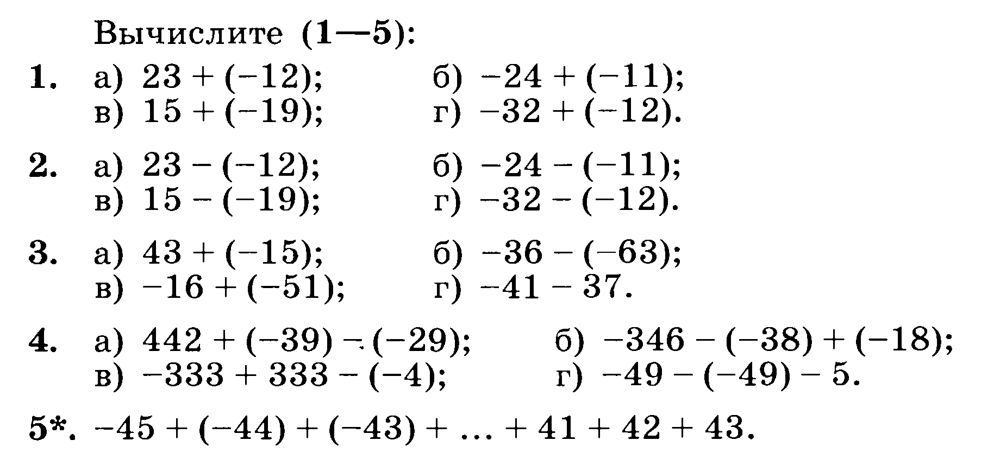 Вычислите (1—5):
1. а) 23 + (−12); б) −24 + (−11);
в) 15 + (−19); г) −32 + (−12).
2. а) 23 − (−12); б) −24 − (−11);
в) 15 − (−19); г) −32 − (−12).
3. а) 43 + (−15); б) −36 − (−63);
в) −16 + (−51); г) −41 − 37.
4. а) 442 + (−39) − (−29); б) −346 − (−38) + (−18);
в) −333 + 333 − (−4); г) −49 − (−49) − 5.
5*. −45 + (−44) + (−43) + ... + 41 + 42 + 43.